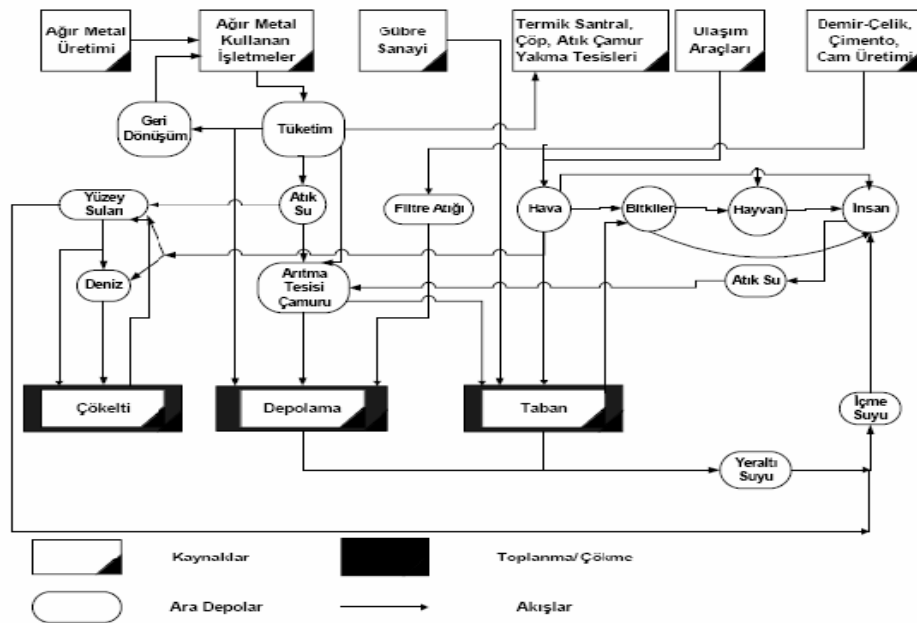 Ağır Metal
Üretimi
Ağır Metal
Kullanan
İşletmeler
Gübre
Sanayi
Termik Santral,
Çöp, Atık Çamur
Yakma Tesisleri
Ulaşım
Araçları
Demir-Çelik,
Çimento,
Cam Üretimi
Geri
Dönüşüm
Tüketim
Yüzey
Suları
Atık
Su
Filtre Atığı
Hava
Bitkiler
Hayvan
İnsan
Deniz
Arıtma
Tesisi
Çamuru
Atık Su
Çökelti
Depolama
Taban
İçme
Suyu
Yeraltı
Suyu
Kaynaklar
Toplanma/Çökme
Ara Depolar
Akışlar